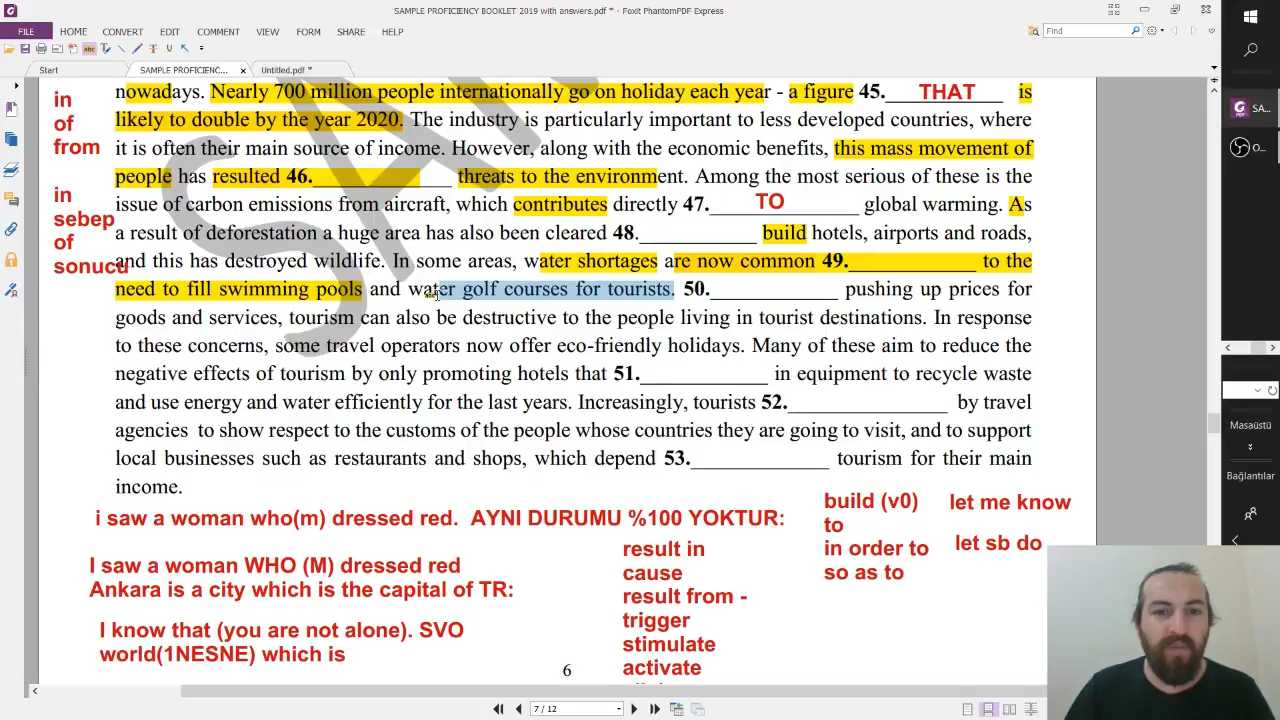 SAMPLE PROFICIENCY BOOKLET 2019 with answers.pdf * - Foxit PhantomPDF Express
FILE HOME CONVERT EDIT COMMENT VIEW FORM SHARE HELP
Find
Start SAMPLE PROFICIENCY... Untitled.pdf *
nowadays. Nearly 700 million people internationally go on holiday each year - a figure 45. THAT is
likely to double by the year 2020. The industry is particularly important to less developed countries, where
it is often their main source of income. However, along with the economic benefits, this mass movement of
people has resulted 46.____________ threats to the environment. Among the most serious of these is the
issue of carbon emissions from aircraft, which contributes directly 47. TO global warming. As
a result of deforestation a huge area has also been cleared 48.__________ build hotels, airports and roads,
and this has destroyed wildlife. In some areas, water shortages are now common 49.___________ to the
need to fill swimming pools and water golf courses for tourists. 50.___________ pushing up prices for
goods and services, tourism can also be destructive to the people living in tourist destinations. In response
to these concerns, some travel operators now offer eco-friendly holidays. Many of these aim to reduce the
negative effects of tourism by only promoting hotels that 51.___________ in equipment to recycle waste
and use energy and water efficiently for the last years. Increasingly, tourists 52.______________ by travel
agencies to show respect to the customs of the people whose countries they are going to visit, and to support
local businesses such as restaurants and shops, which depend 53.____________ tourism for their main
income.
in
of
from
in
sebep
of
sonucu
i saw a woman who(m) dressed red. AYNI DURUMU %100 YOKTUR:
I saw a woman WHO (M) dressed red
Ankara is a city which is the capital of TR:
I know that (you are not alone). SVO
world(1NESNE) which is
result in
cause
result from -
trigger
stimulate
activate
build (v0)
to
in order to
so as to
let me know
let sb do
6
7 / 12
SA...
O...
Masaüstü
Bağlantılar